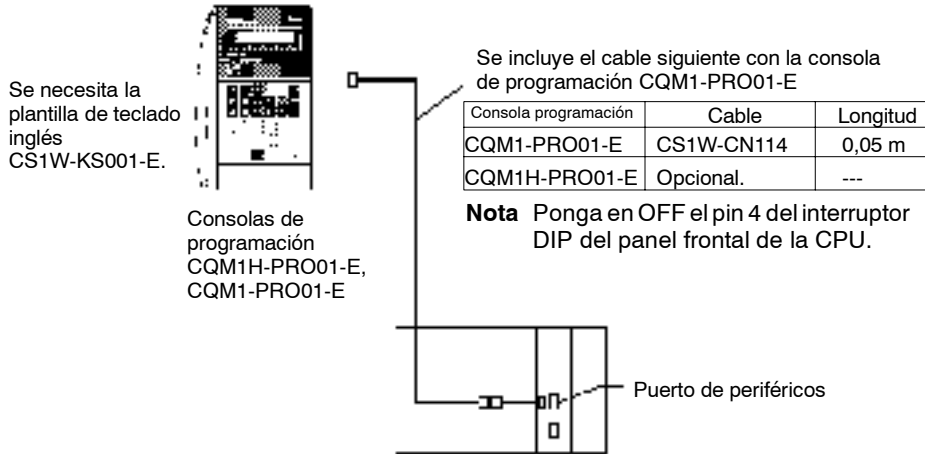 Se necesita la
plantilla de teclado
inglés
CS1W-KS001-E.
Consolas de
programación
CQM1H-PRO01-E,
CQM1-PRO01-E
Se incluye el cable siguiente con la consola
de programación CQM1-PRO01-E
Consola programación Cable Longitud
CQM1-PRO01-E CS1W-CN114 0,05 m
CQM1H-PRO01-E Opcional. ---
Nota Ponga en OFF el pin 4 del interruptor
DIP del panel frontal de la CPU.
Puerto de periféricos